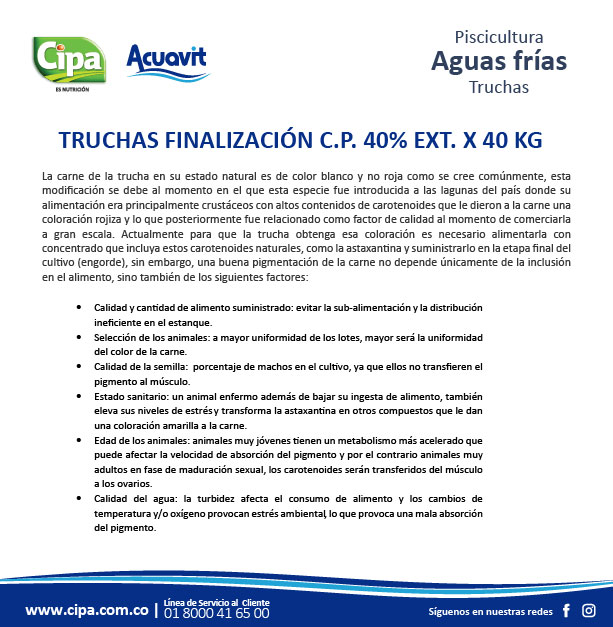 Cipa
ES NUTRICIÓN
Acuavit
Piscicultura
Aguas frías
Truchas
TRUCHAS FINALIZACIÓN C.P. 40% EXT. X 40 KG
La carne de la trucha en su estado natural es de color blanco y no roja como se cree comúnmente, esta
modificación se debe al momento en el que esta especie fue introducida a las lagunas del país donde su
alimentación era principalmente crustáceos con altos contenidos de carotenoides que le dieron a la carne una
coloración rojiza y lo que posteriormente fue relacionado como factor de calidad al momento de comerciarla
a gran escala. Actualmente para que la trucha obtenga esa coloración es necesario alimentarla con
concentrado que incluya estos carotenoides naturales, como la astaxantina y suministrarlo en la etapa final del
cultivo (engorde), sin embargo, una buena pigmentación de la carne no depende únicamente de la inclusión
en el alimento, sino también de los siguientes factores:
• Calidad y cantidad de alimento suministrado: evitar la sub-alimentación y la distribución
ineficiente en el estanque.
• Selección de los animales: a mayor uniformidad de los lotes, mayor será la uniformidad
del color de la carne.
• Calidad de la semilla: porcentaje de machos en el cultivo, ya que ellos no transfieren el
pigmento al músculo.
• Estado sanitario: un animal enfermo además de bajar su ingesta de alimento, también
eleva sus niveles de estrés y transforma la astaxantina en otros compuestos que le dan
una coloración amarilla a la carne.
• Edad de los animales: animales muy jóvenes tienen un metabolismo más acelerado que
puede afectar la velocidad de absorción del pigmento y por el contrario animales muy
adultos en fase de maduración sexual, los carotenoides serán transferidos del músculo
a los ovarios.
• Calidad del agua: la turbidez afecta el consumo de alimento y los cambios de
temperatura y/o oxígeno provocan estrés ambiental, lo que provoca una mala absorción
del pigmento.
www.cipa.com.co | Línea de Servicio al Cliente
01 8000 41 65 00
Síguenos en nuestras redes